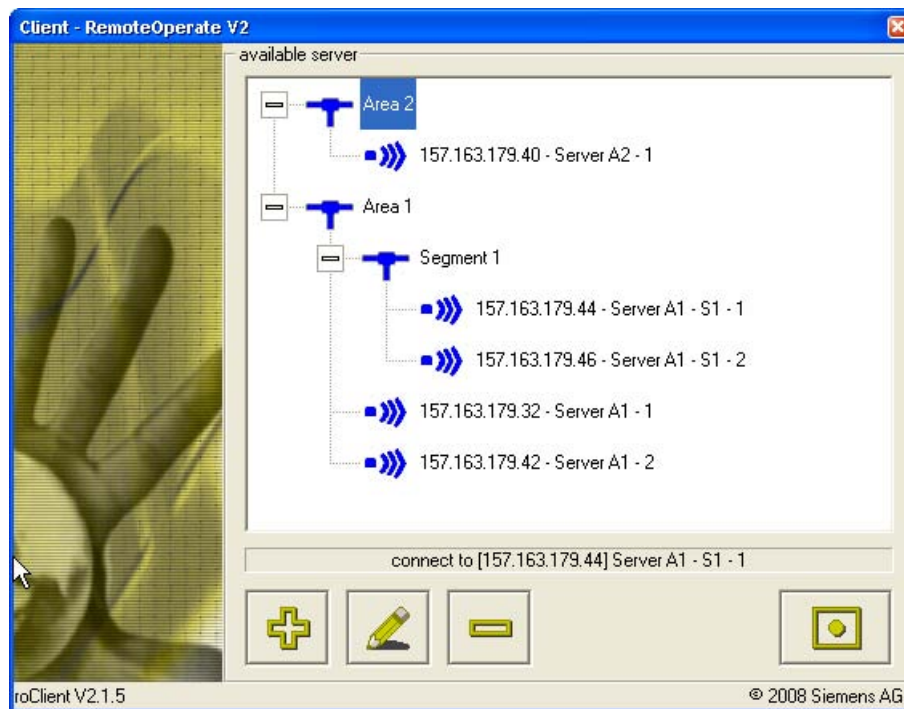 Client - RemoteOperate V2
available server
Area 2
157.163.179.40 - Server A2 - 1
Area 1
Segment 1
157.163.179.44 - Server A1 - S1 - 1
157.163.179.46 - Server A1 - S1 - 2
157.163.179.32 - Server A1 - 1
157.163.179.42 - Server A1 - 2
connect to [157.163.179.44] Server A1 - S1 - 1
roClient V2.1.5
© 2008 Siemens AG